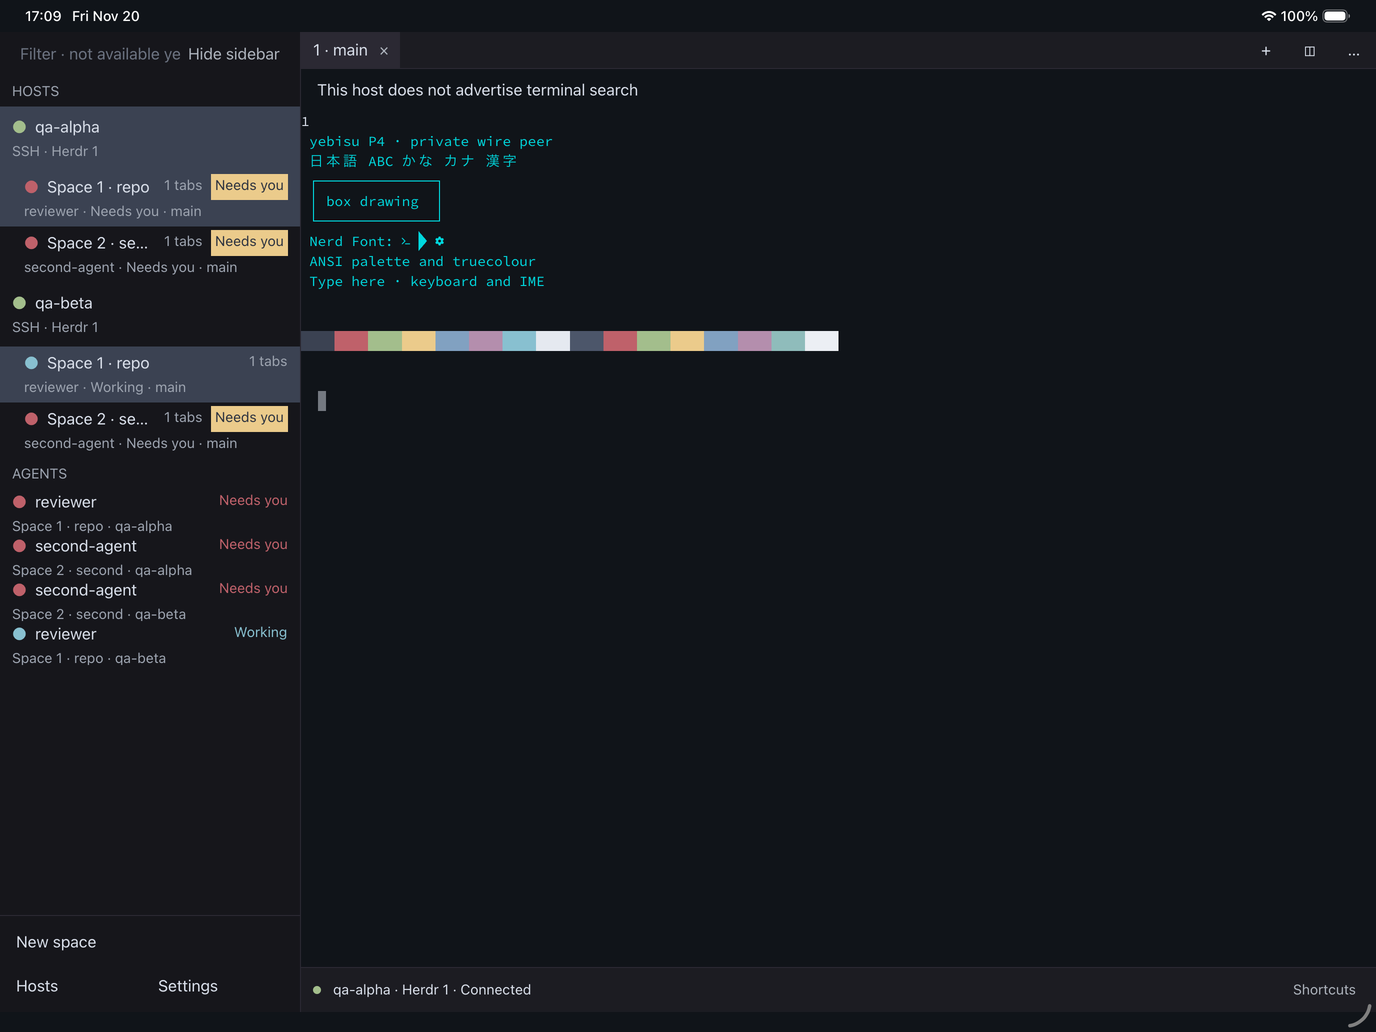 17:09 Fri Nov 20
100%
Filter · not available ye Hide sidebar
HOSTS
qa-alpha
SSH · Herdr 1
Space 1 · repo 1 tabs Needs you
reviewer · Needs you · main
Space 2 · se... 1 tabs Needs you
second-agent · Needs you · main
qa-beta
SSH · Herdr 1
Space 1 · repo 1 tabs
reviewer · Working · main
Space 2 · se... 1 tabs Needs you
second-agent · Needs you · main
AGENTS
reviewer Needs you
Space 1 · repo · qa-alpha
second-agent Needs you
Space 2 · second · qa-alpha
second-agent Needs you
Space 2 · second · qa-beta
reviewer Working
Space 1 · repo · qa-beta
New space
Hosts Settings
1 · main ×
+ ...
This host does not advertise terminal search
1
yebisu P4 · private wire peer
日本語 ABC かな カナ 漢字
box drawing
Nerd Font:
ANSI palette and truecolour
Type here · keyboard and IME
qa-alpha · Herdr 1 · Connected
Shortcuts